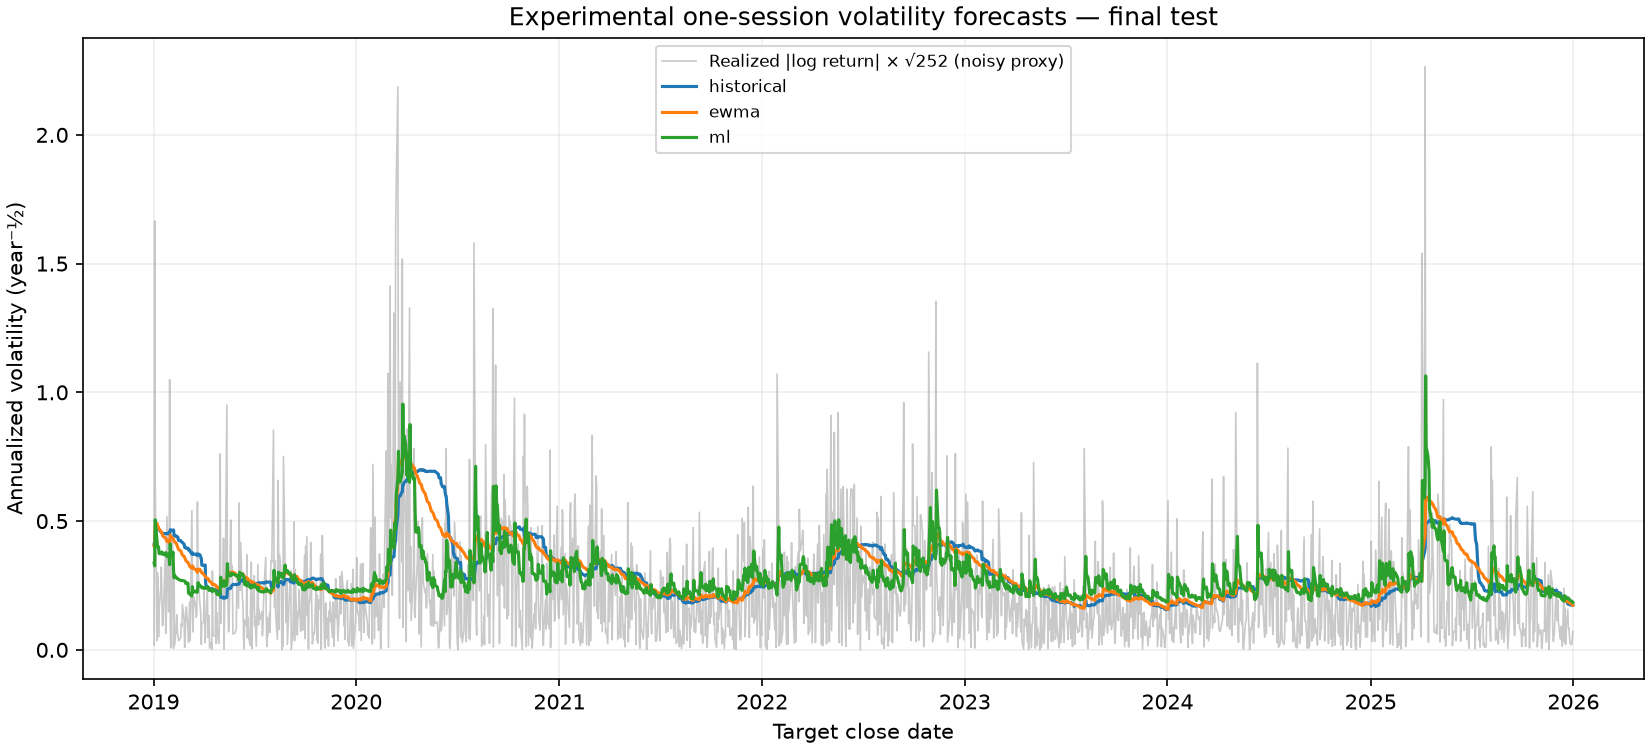 Experimental one-session volatility forecasts — final test
Realized |log return| × √252 (noisy proxy)
historical
ewma
ml
Annualized volatility (year⁻¹⁄₂)
2.0
1.5
1.0
0.5
0.0
2019 2020 2021 2022 2023 2024 2025 2026
Target close date